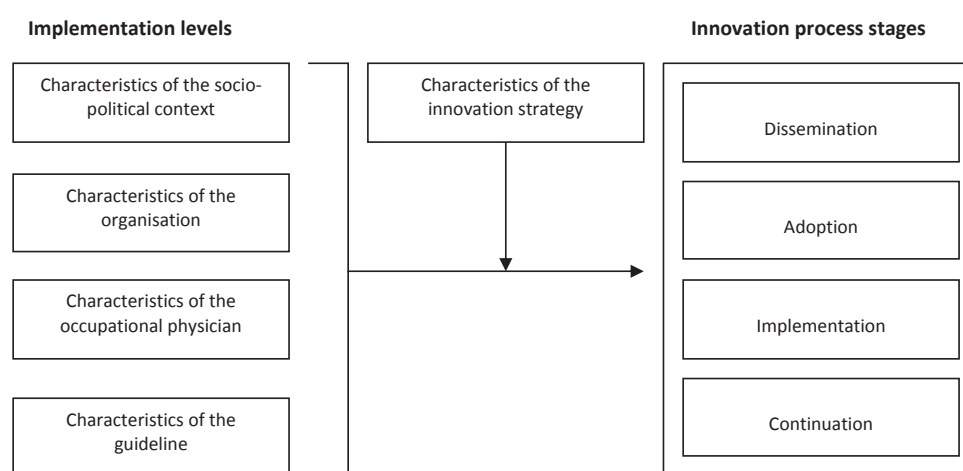 Implementation levels
Innovation process stages
Characteristics of the socio-
political context
Characteristics of the
organisation
Characteristics of the
occupational physician
Characteristics of the
guideline
Characteristics of the
innovation strategy
Dissemination
Adoption
Implementation
Continuation